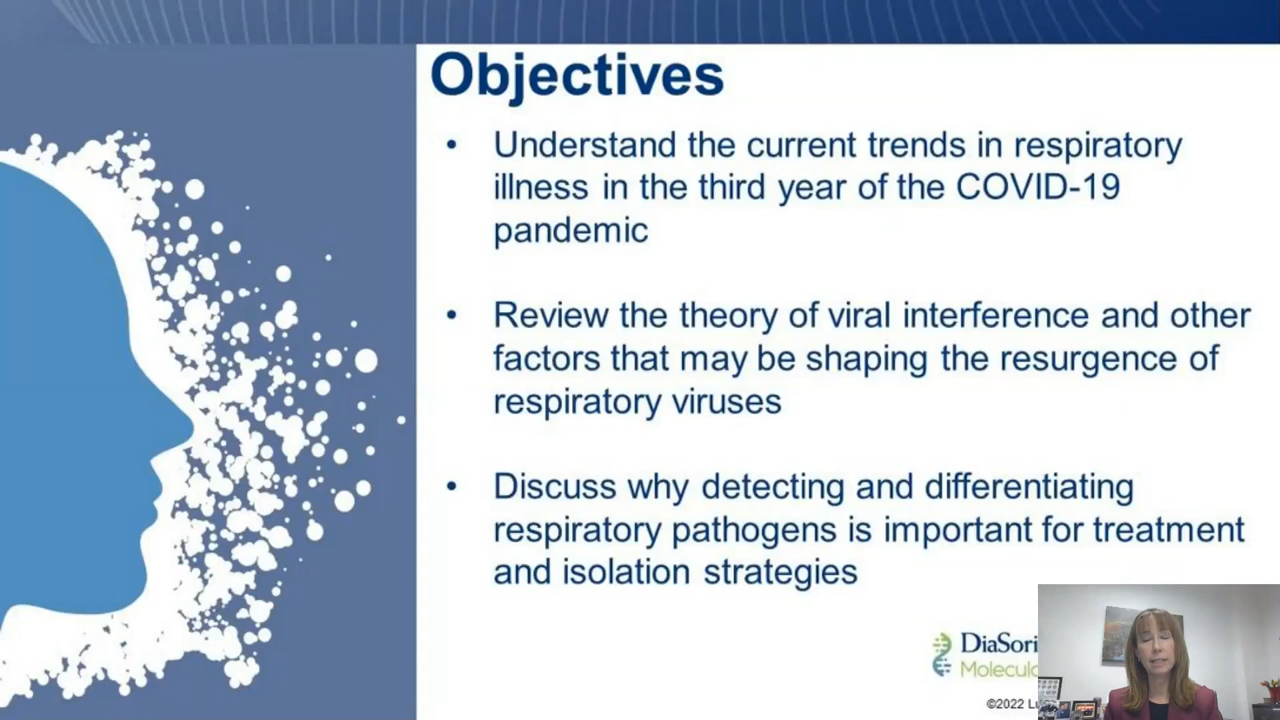 Objectives
• Understand the current trends in respiratory
illness in the third year of the COVID-19
pandemic
• Review the theory of viral interference and other
factors that may be shaping the resurgence of
respiratory viruses
• Discuss why detecting and differentiating
respiratory pathogens is important for treatment
and isolation strategies
©2022